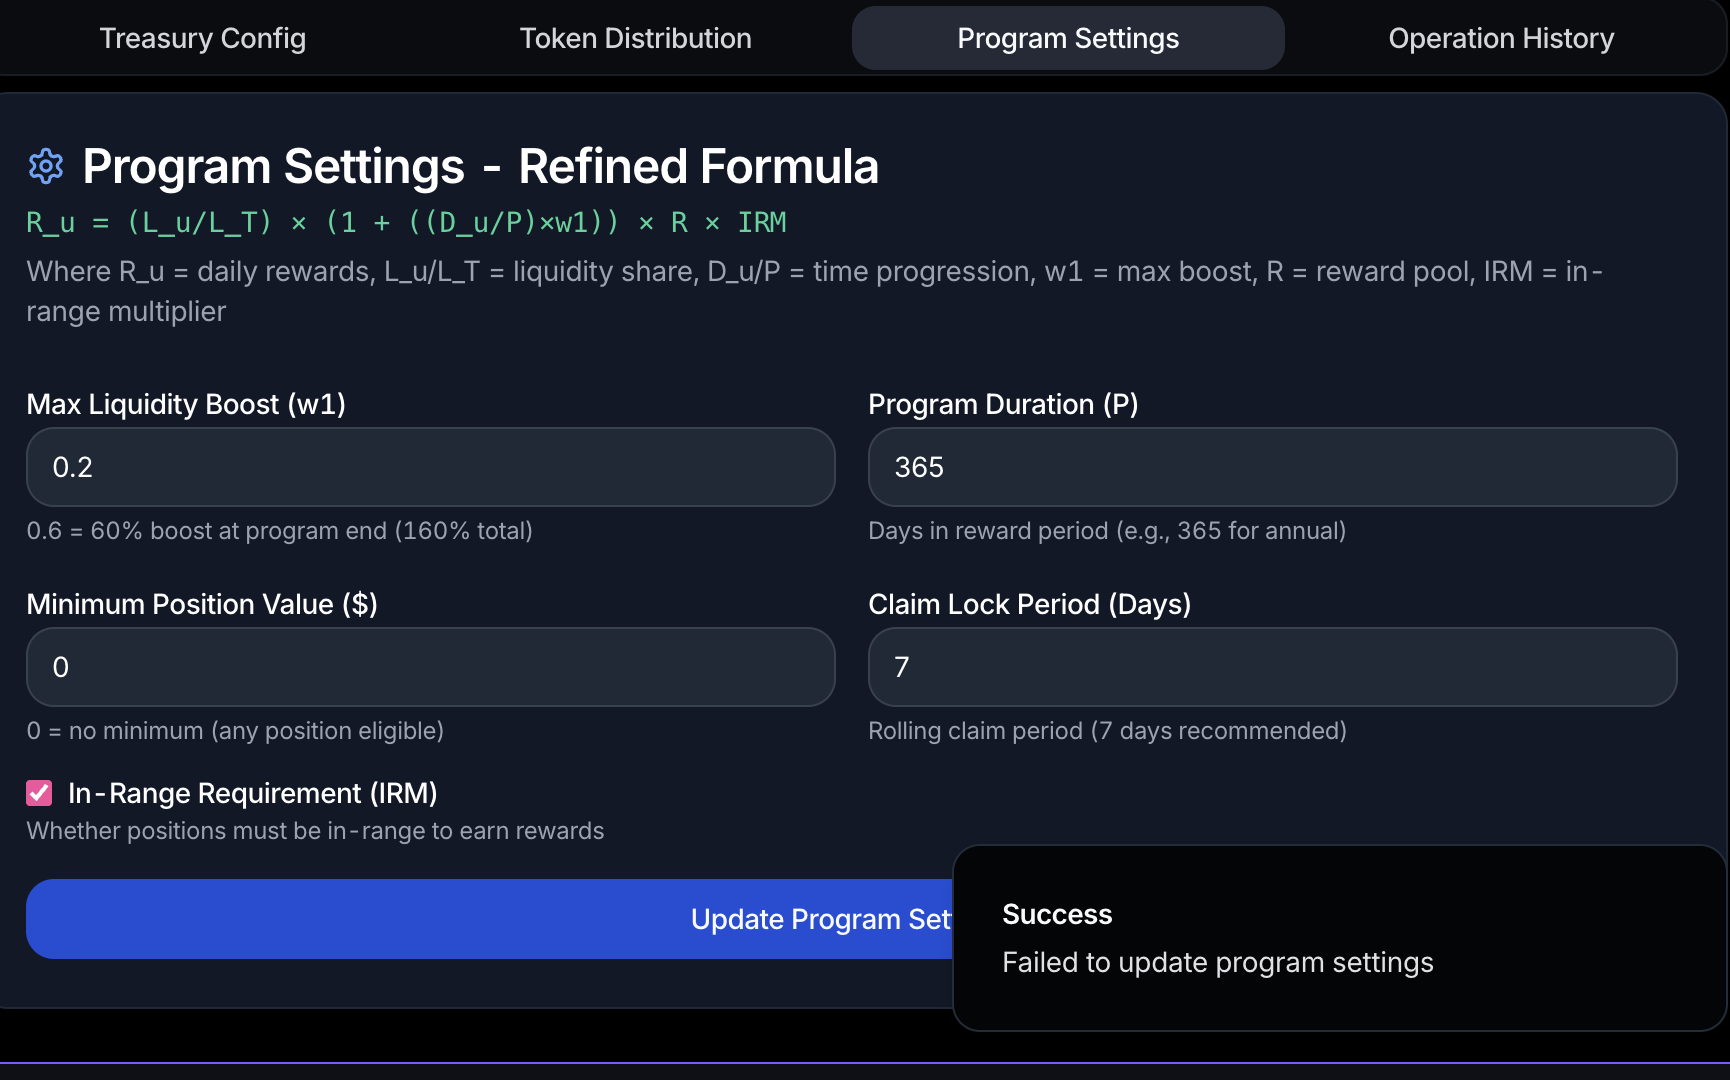 Treasury Config
Token Distribution
Program Settings
Operation History
Program Settings - Refined Formula
R_u = (L_u/L_T) × (1 + ((D_u/P)×w1)) × R × IRM
Where R_u = daily rewards, L_u/L_T = liquidity share, D_u/P = time progression, w1 = max boost, R = reward pool, IRM = in-
range multiplier
Max Liquidity Boost (w1)
0.2
0.6 = 60% boost at program end (160% total)
Program Duration (P)
365
Days in reward period (e.g., 365 for annual)
Minimum Position Value ($)
0
0 = no minimum (any position eligible)
Claim Lock Period (Days)
7
Rolling claim period (7 days recommended)
In-Range Requirement (IRM)
Whether positions must be in-range to earn rewards
Update Program Set
Success
Failed to update program settings